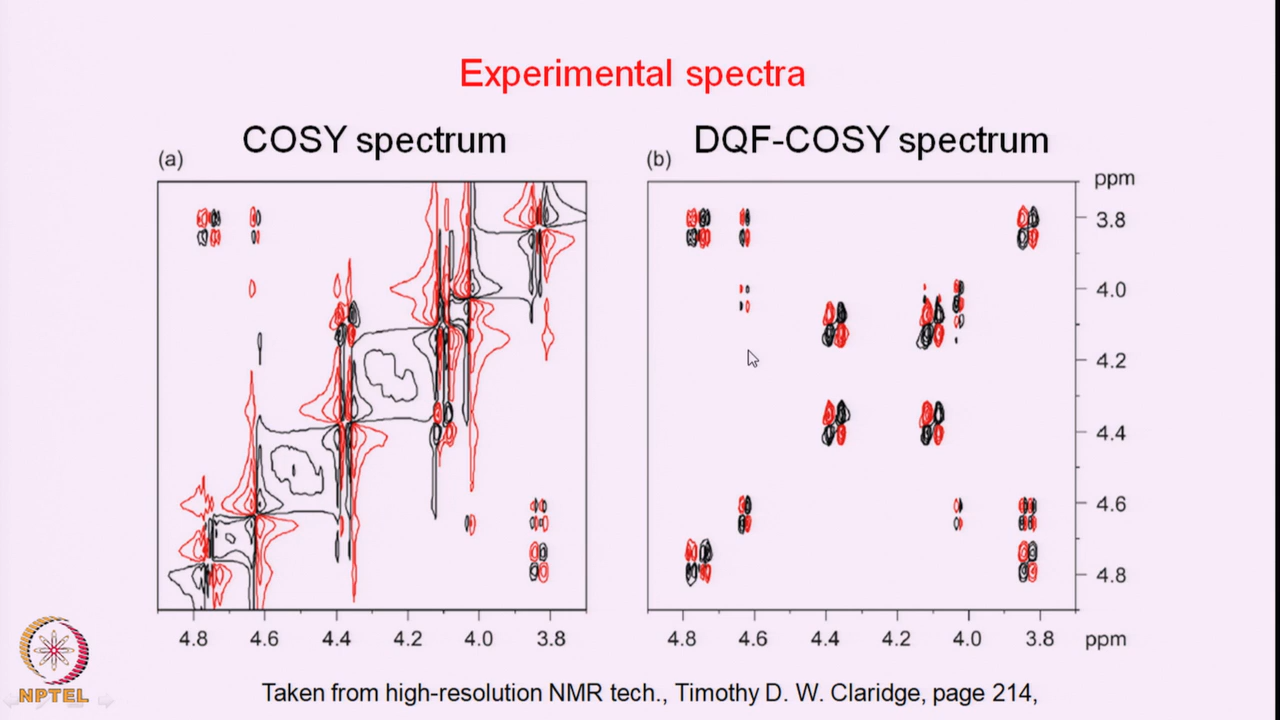 Experimental spectra
COSY spectrum
DQF-COSY spectrum
(a)
(b)
ppm
3.8
4.0
4.2
4.4
4.6
4.8
4.8 4.6 4.4 4.2 4.0 3.8
4.8 4.6 4.4 4.2 4.0 3.8 ppm
NPTEL
Taken from high-resolution NMR tech., Timothy D. W. Claridge, page 214,